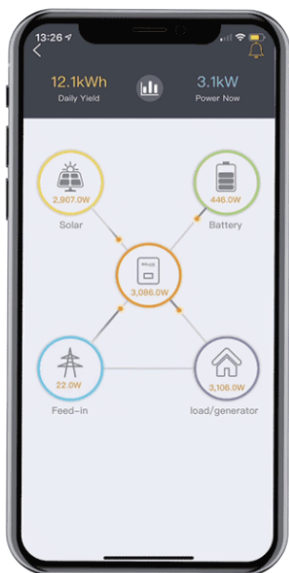 13:26
12.1kWh
Daily Yield
3.1kW
Power Now
2,907.0W
Solar
446.0W
Battery
3,086.0W
22.0W
Feed-in
3,108.0W
load/generator